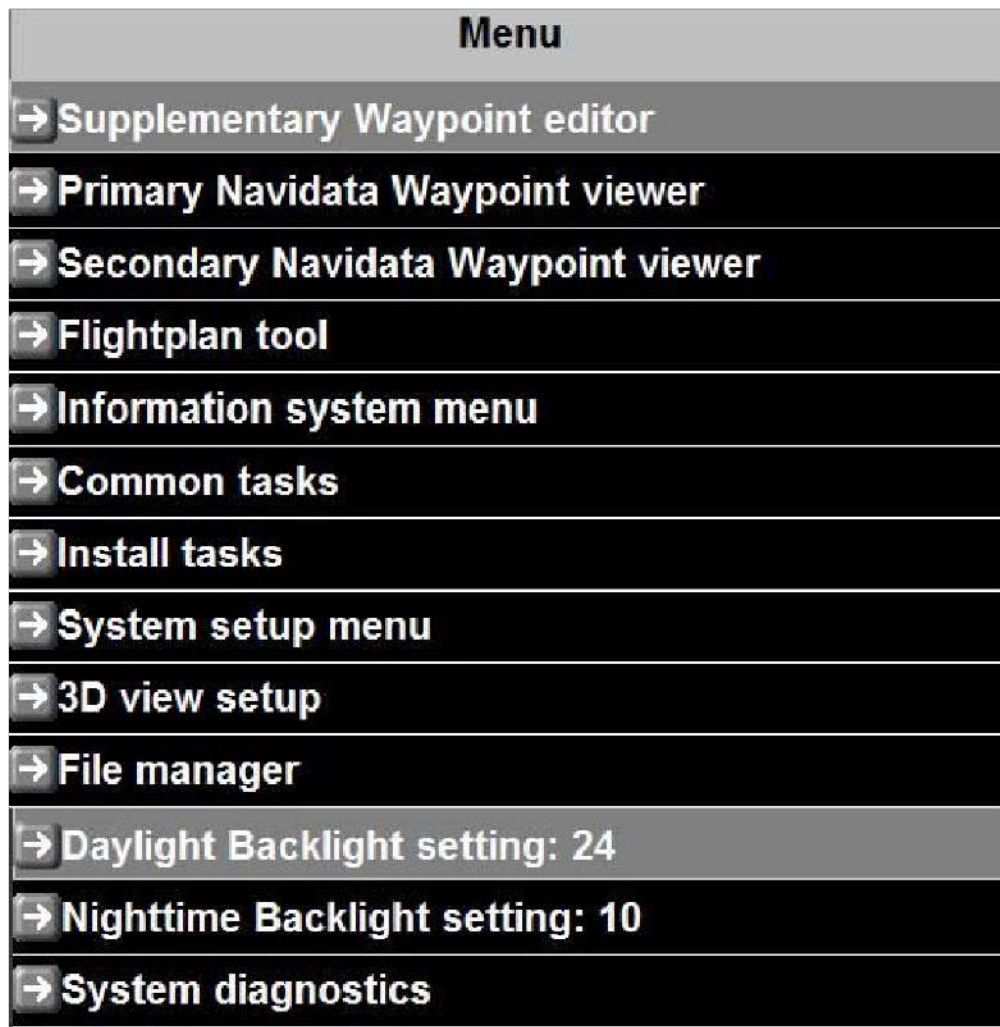 Menu
Supplementary Waypoint editor
Primary Navidata Waypoint viewer
Secondary Navidata Waypoint viewer
Flightplan tool
Information system menu
Common tasks
Install tasks
System setup menu
3D view setup
File manager
Daylight Backlight setting: 24
Nighttime Backlight setting: 10
System diagnostics